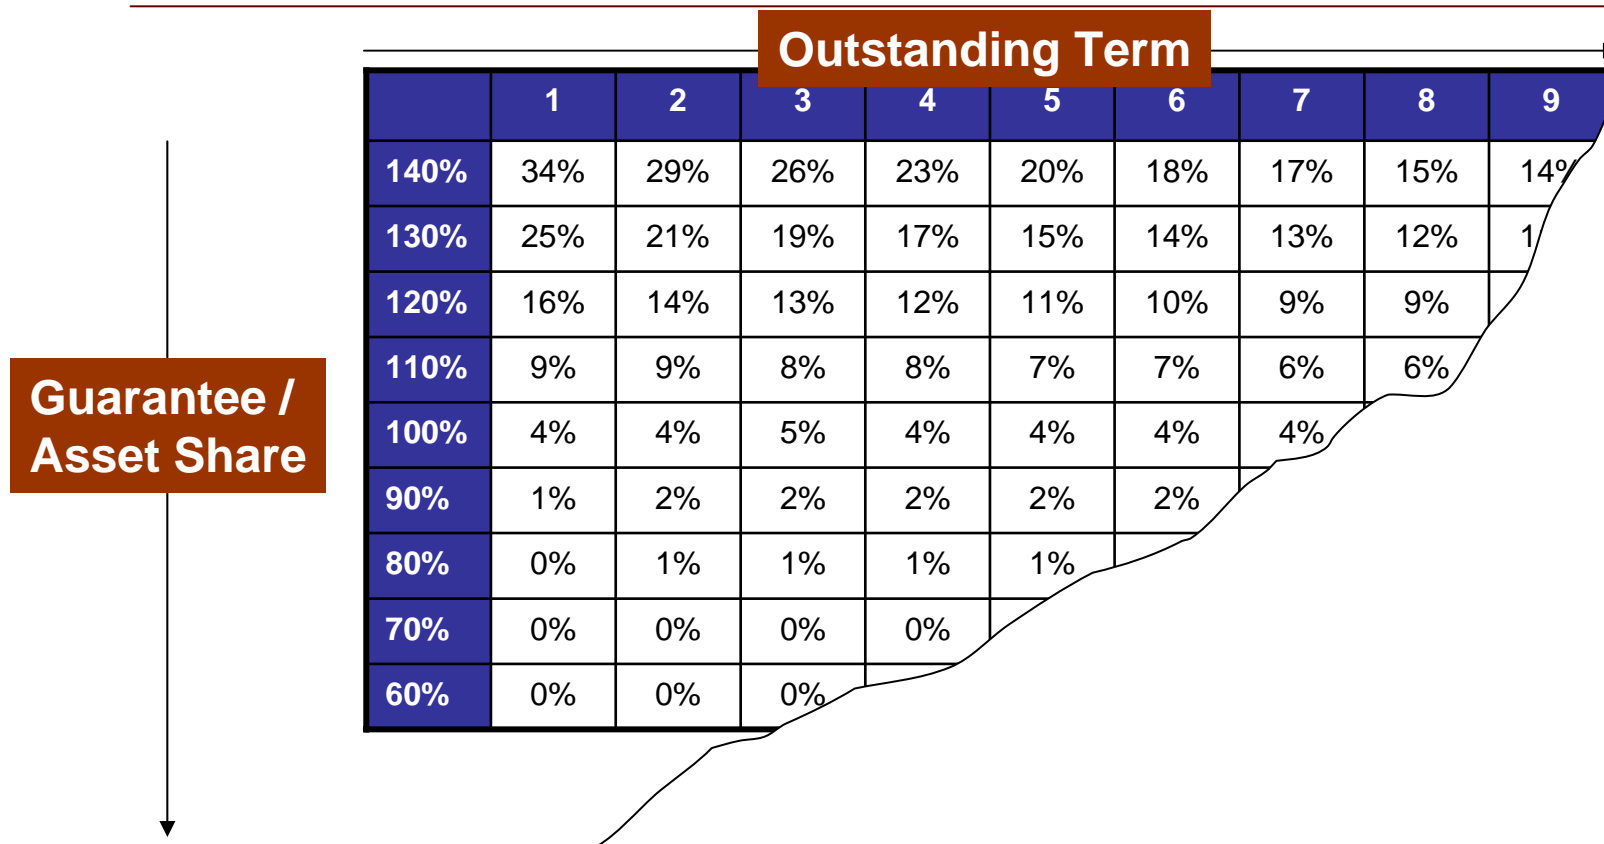 Outstanding Term
1 2 3 4 5 6 7 8 9
140% 34% 29% 26% 23% 20% 18% 17% 15% 14%
130% 25% 21% 19% 17% 15% 14% 13% 12% 1
120% 16% 14% 13% 12% 11% 10% 9% 9%
110% 9% 9% 8% 8% 7% 7% 6% 6%
Guarantee /
Asset Share
100% 4% 4% 5% 4% 4% 4% 4%
90% 1% 2% 2% 2% 2% 2%
80% 0% 1% 1% 1% 1%
70% 0% 0% 0% 0%
60% 0% 0% 0%